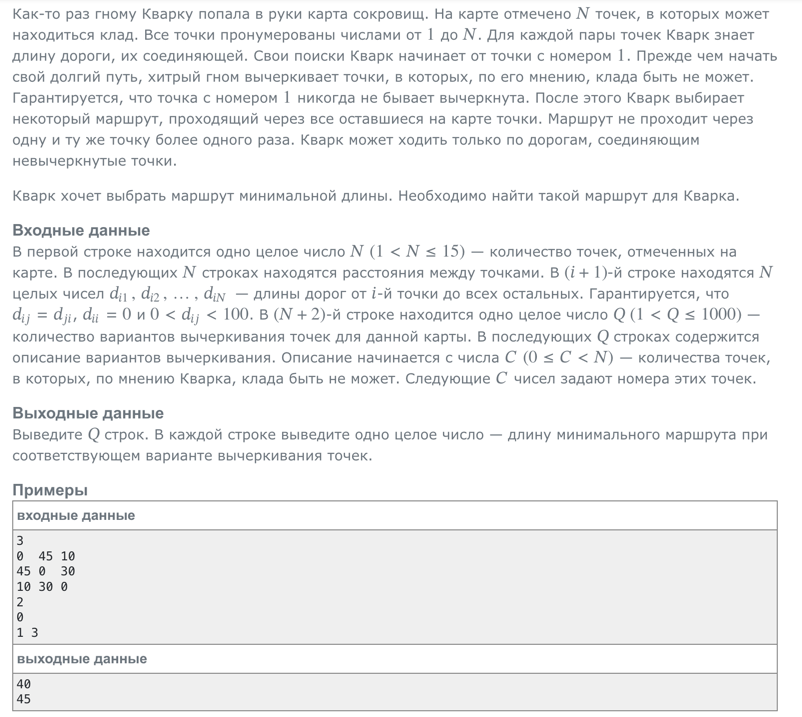 Как-то раз гному Кварку попала в руки карта сокровищ. На карте отмечено N точек, в которых может
находиться клад. Все точки пронумерованы числами от 1 до N. Для каждой пары точек Кварк знает
длину дороги, их соединяющей. Свои поиски Кварк начинает от точки с номером 1. Прежде чем начать
свой долгий путь, хитрый гном вычеркивает точки, в которых, по его мнению, клада быть не может.
Гарантируется, что точка с номером 1 никогда не бывает вычеркнута. После этого Кварк выбирает
некоторый маршрут, проходящий через все оставшиеся на карте точки. Маршрут не проходит через
одну и ту же точку более одного раза. Кварк может ходить только по дорогам, соединяющим
невычеркнутые точки.
Кварк хочет выбрать маршрут минимальной длины. Необходимо найти такой маршрут для Кварка.
Входные данные
В первой строке находится одно целое число N (1 < N ≤ 15) — количество точек, отмеченных на
карте. В последующих N строках находятся расстояния между точками. В (i + 1)-й строке находятся N
целых чисел d_{i1}, d_{i2}, … , d_{iN} — длины дорог от i-й точки до всех остальных. Гарантируется, что
d_{ij} = d_{ji}, d_{ii} = 0 и 0 < d_{ij} < 100. В (N + 2)-й строке находится одно целое число Q (1 < Q ≤ 1000) —
количество вариантов вычеркивания точек для данной карты. В последующих Q строках содержится
описание вариантов вычеркивания. Описание начинается с числа C (0 ≤ C < N) — количества точек,
в которых, по мнению Кварка, клада быть не может. Следующие C чисел задают номера этих точек.
Выходные данные
Выведите Q строк. В каждой строке выведите одно целое число — длину минимального маршрута при
соответствующем варианте вычеркивания точек.
Примеры
входные данные
3
0  45 10
45 0  30
10 30 0
2
0
1 3
выходные данные
40
45